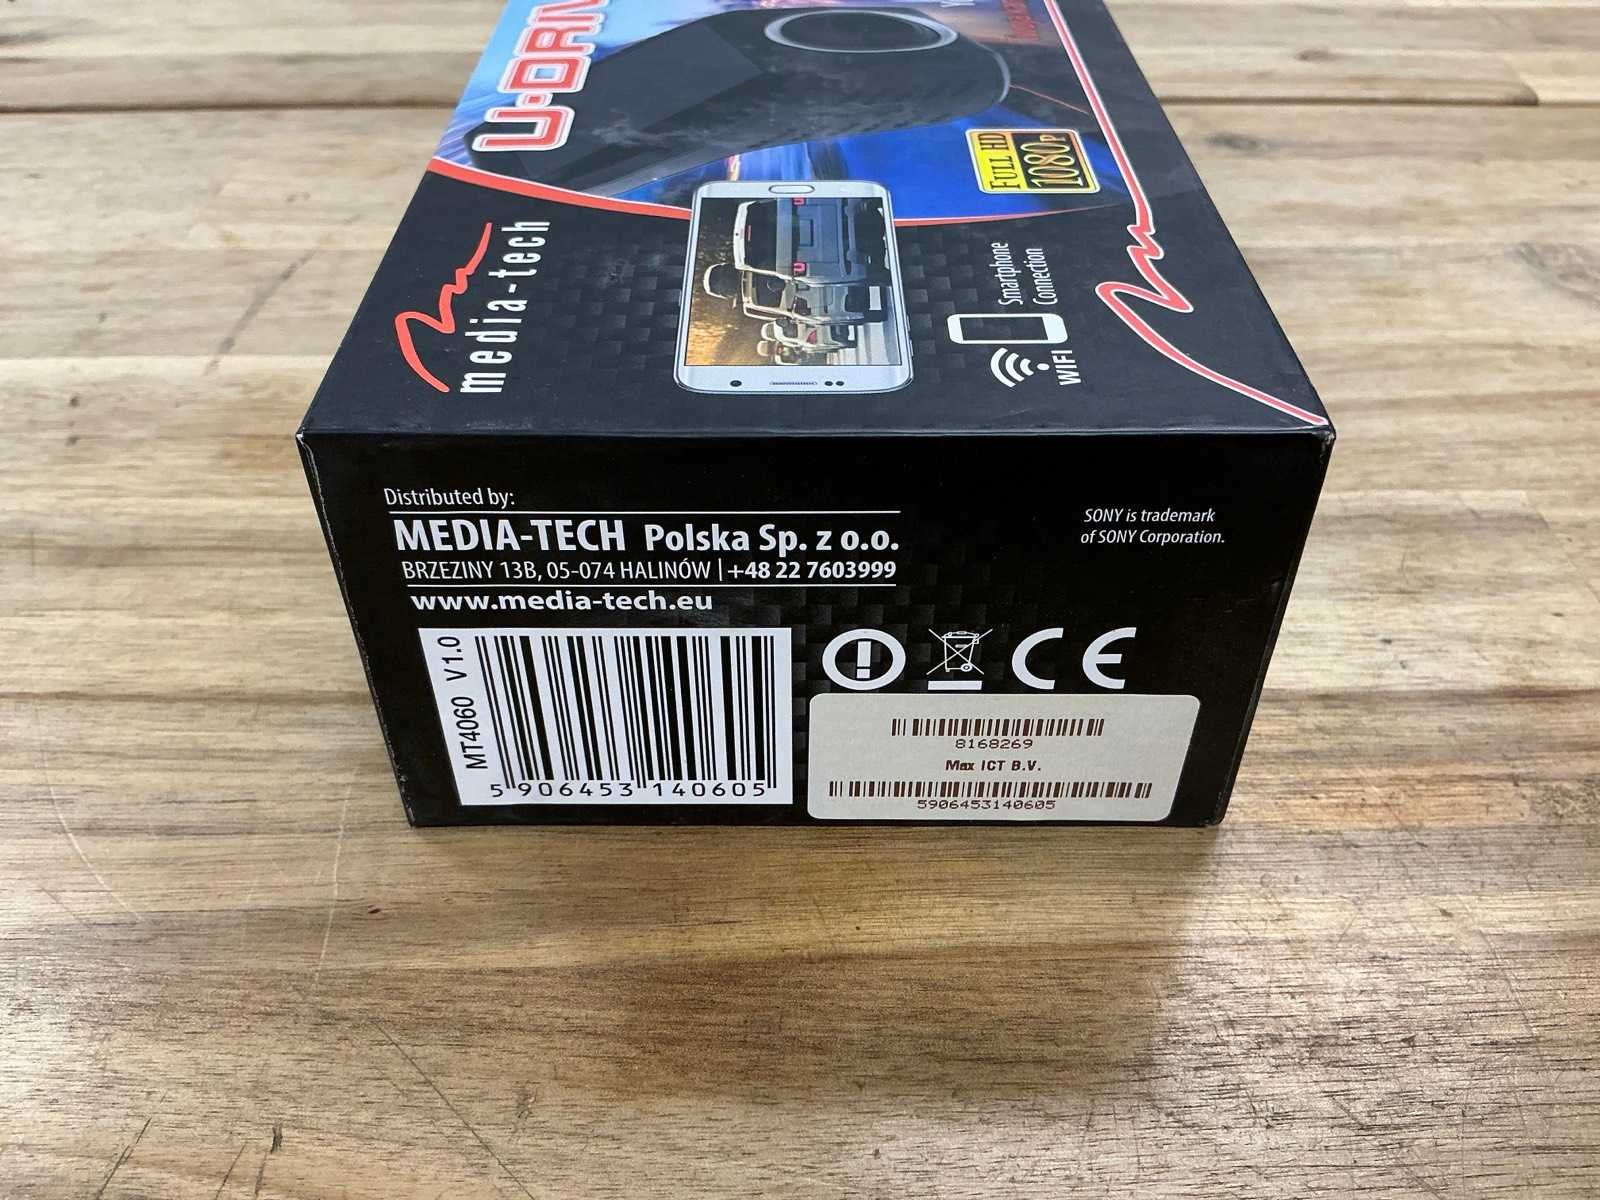 U·DRIV
FULL HD
1080p
media-tech
Smartphone
Connection
WIFI
Distributed by:
MEDIA-TECH Polska Sp. z o.o.
BRZEZINY 13B, 05-074 HALINÓW | +48 22 7603999
www.media-tech.eu
SONY is trademark
of SONY Corporation.
MT4060 V1.0
5 906453 140605
CE
8168269
Max ICT B.V.
5906453140605